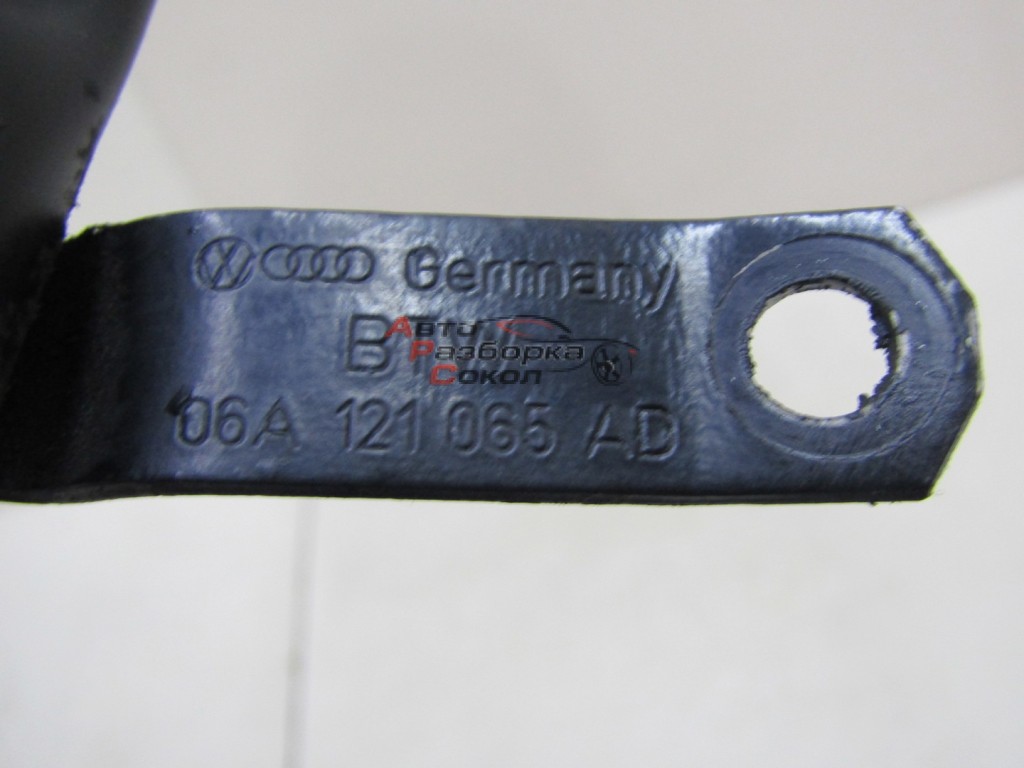 Germany
06A 121 065 AD
Авто
Разборка
Сокол